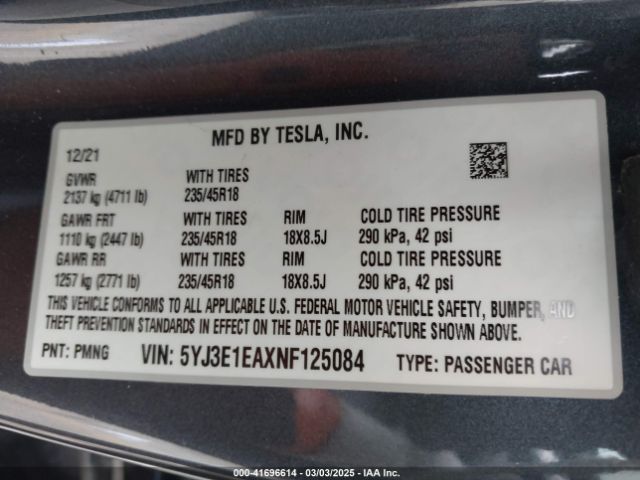 MFD BY TESLA, INC.
12/21
GVWR WITH TIRES
2137 kg (4711 lb) 235/45R18
GAWR FRT WITH TIRES RIM COLD TIRE PRESSURE
1110 kg (2447 lb) 235/45R18 18X8.5J 290 kPa, 42 psi
GAWR RR WITH TIRES RIM COLD TIRE PRESSURE
1257 kg (2771 lb) 235/45R18 18X8.5J 290 kPa, 42 psi
THIS VEHICLE CONFORMS TO ALL APPLICABLE U.S. FEDERAL MOTOR VEHICLE SAFETY, BUMPER, AND
THEFT PREVENTION STANDARDS IN EFFECT ON THE DATE OF MANUFACTURE SHOWN ABOVE.
PNT: PMNG VIN: 5YJ3E1EAXNF125084 TYPE: PASSENGER CAR
000-41696614 - 03/03/2025 - IAA Inc.